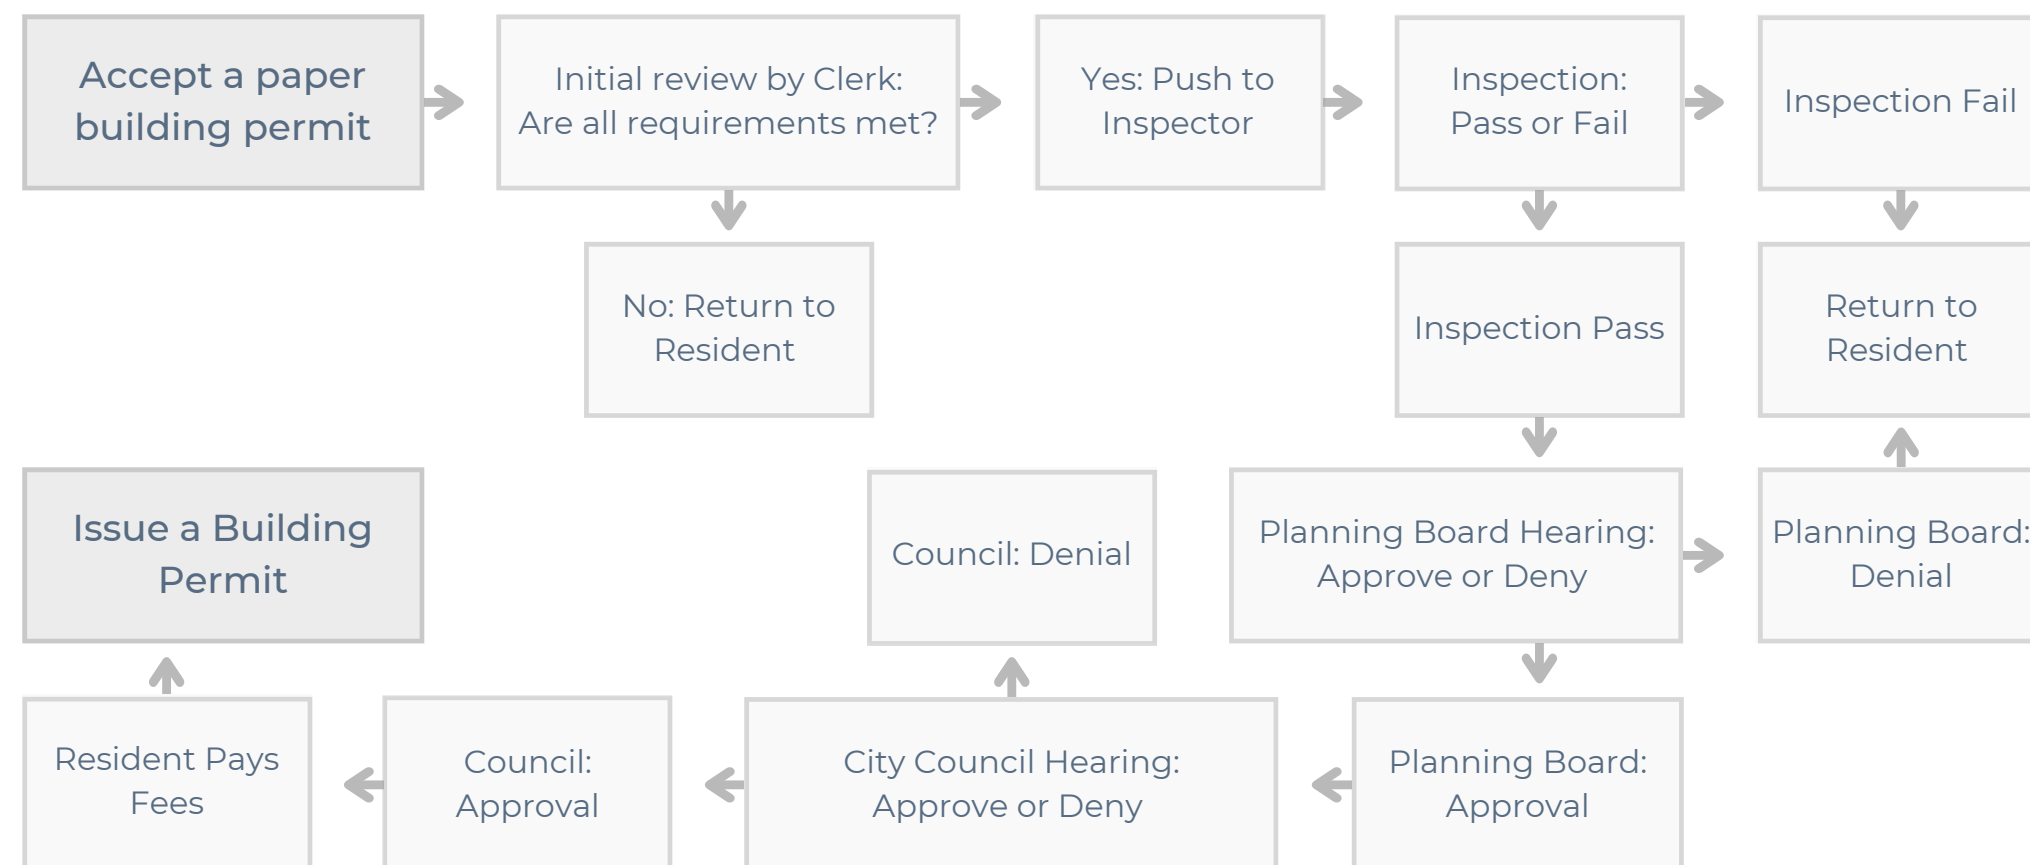 Accept a paper
building permit
Initial review by Clerk:
Are all requirements met?
Yes: Push to
Inspector
Inspection:
Pass or Fail
Inspection Fail
No: Return to
Resident
Inspection Pass
Return to
Resident
Issue a Building
Permit
Council: Denial
Planning Board Hearing:
Approve or Deny
Planning Board:
Denial
Resident Pays
Fees
Council:
Approval
City Council Hearing:
Approve or Deny
Planning Board:
Approval